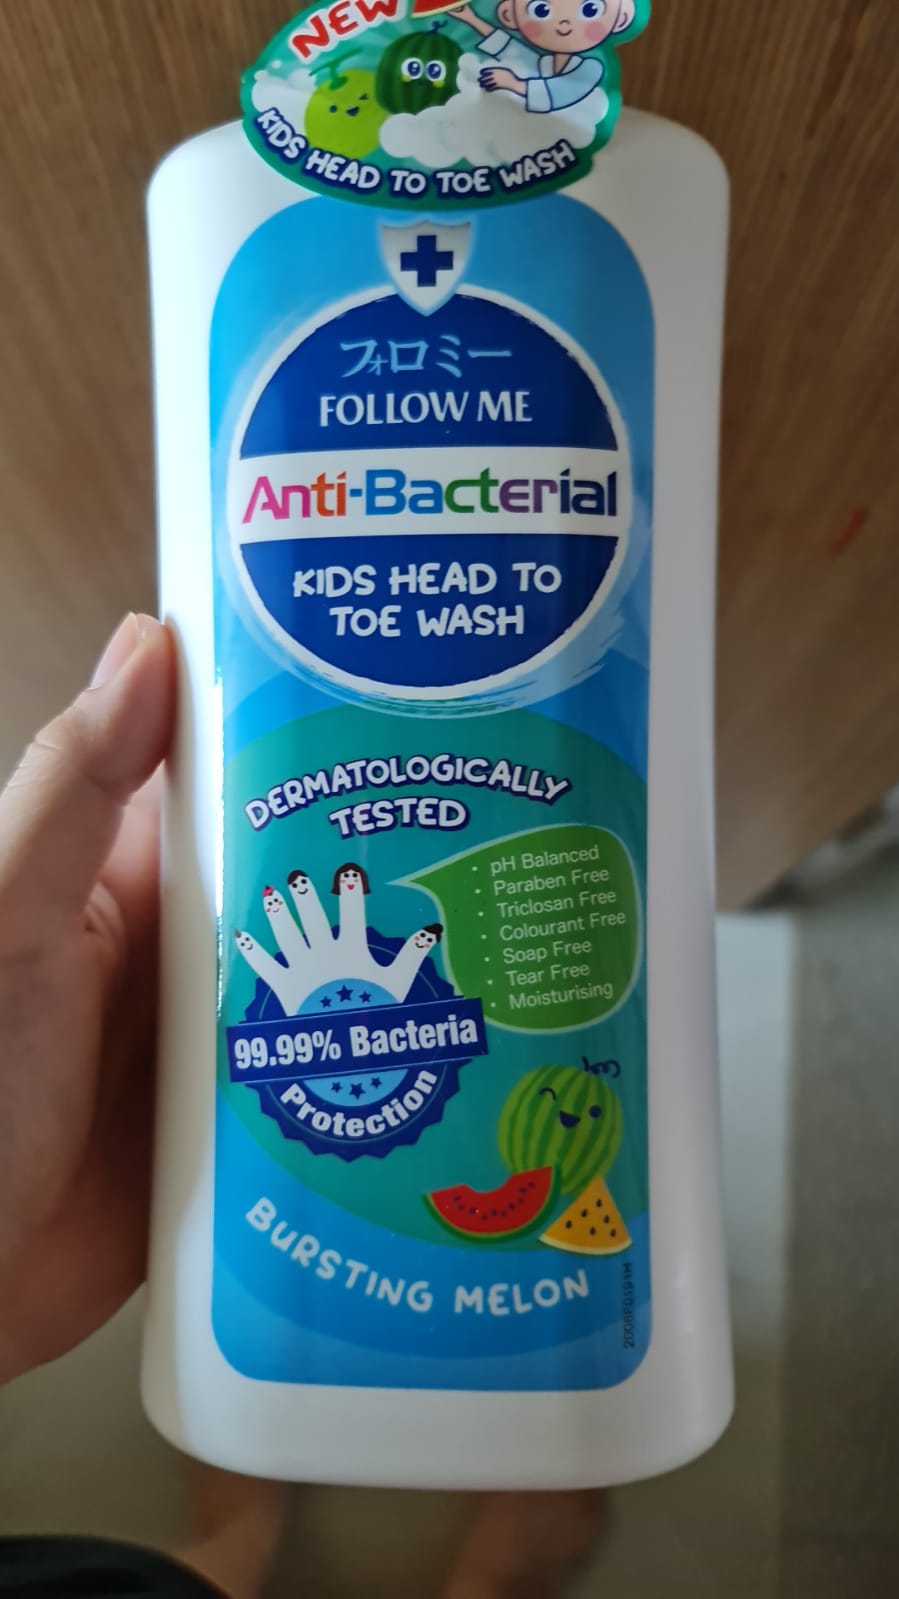 NEW
KIDS HEAD TO TOE WASH
フォロミー
FOLLOW ME
Anti-Bacterial
KIDS HEAD TO
TOE WASH
DERMATOLOGICALLY
TESTED
• pH Balanced
• Paraben Free
• Triclosan Free
• Colourant Free
• Soap Free
• Tear Free
• Moisturising
99.99% Bacteria
Protection
BURSTING MELON